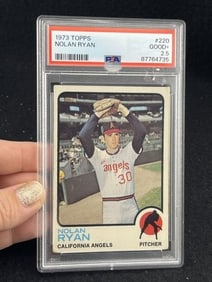 1973 TOPPS #220
NOLAN RYAN GOOD+
2.5
PSA 87764735
angels
30
NOLAN
RYAN
CALIFORNIA ANGELS PITCHER